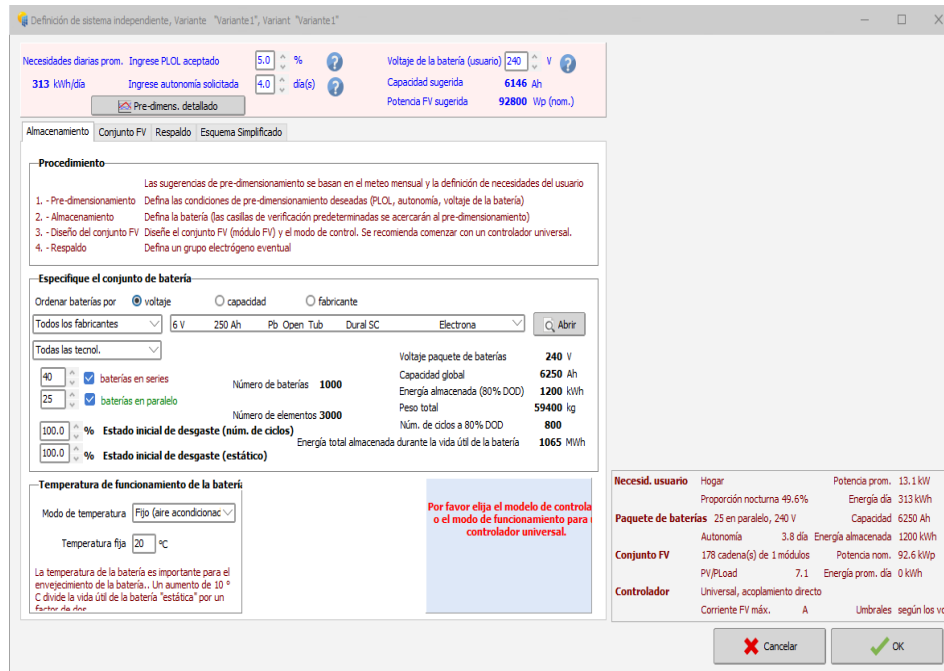 Definición de sistema independiente, Variante "Variante1", Variant "Variante1"
Necesidades diarias prom. Ingrese PLOL aceptado 5.0 % ? Voltaje de la batería (usuario) 240 V ?
313 kWh/día Ingrese autonomía solicitada 4.0 día(s) ? Capacidad sugerida 6146 Ah
Pre-dimens. detallado Potencia FV sugerida 92800 Wp (nom.)
Almacenamiento Conjunto FV Respaldo Esquema Simplificado
Procedimiento
Las sugerencias de pre-dimensionamiento se basan en el meteo mensual y la definición de necesidades del usuario
1. - Pre-dimensionamiento Defina las condiciones de pre-dimensionamiento deseadas (PLOL, autonomía, voltaje de la batería)
2. - Almacenamiento Defina la batería (las casillas de verificación predeterminadas se acercarán al pre-dimensionamiento)
3. - Diseño del conjunto FV Diseñe el conjunto FV (módulo FV) y el modo de control. Se recomienda comenzar con un controlador universal.
4. - Respaldo Defina un grupo electrógeno eventual
Especifique el conjunto de batería
Ordenar baterías por voltaje capacidad fabricante
Todos los fabricantes 6 V 250 Ah Pb Open Tub Dural SC Electrona Abrir
Todas las tecnol.
Voltaje paquete de baterías 240 V
40 baterías en series Número de baterías 1000 Capacidad global 6250 Ah
Energía almacenada (80% DOD) 1200 kWh
25 baterías en paralelo Peso total 59400 kg
Número de elementos 3000 Núm. de ciclos a 80% DOD 800
100.0 % Estado inicial de desgaste (núm. de ciclos)
Energía total almacenada durante la vida útil de la batería 1065 MWh
100.0 % Estado inicial de desgaste (estático)
Temperatura de funcionamiento de la batería
Modo de temperatura Fijo (aire acondicionac
Temperatura fija 20 °C
La temperatura de la batería es importante para el
envejecimiento de la batería.. Un aumento de 10 º
C divide la vida útil de la batería "estática" por un
factor de dos
Por favor elija el modelo de controla
o el modo de funcionamiento para
controlador universal.
Necesid. usuario Hogar Potencia prom. 13.1 kW
Proporción nocturna 49.6% Energía día 313 kWh
Paquete de baterías 25 en paralelo, 240 V Capacidad 6250 Ah
Autonomía 3.8 día Energía almacenada 1200 kWh
Conjunto FV 178 cadena(s) de 1 módulos Potencia nom. 92.6 kWp
PV/PLoad 7.1 Energía prom. día 0 kWh
Controlador Universal, acoplamiento directo
Corriente FV máx. A Umbrales según los vo
Cancelar OK